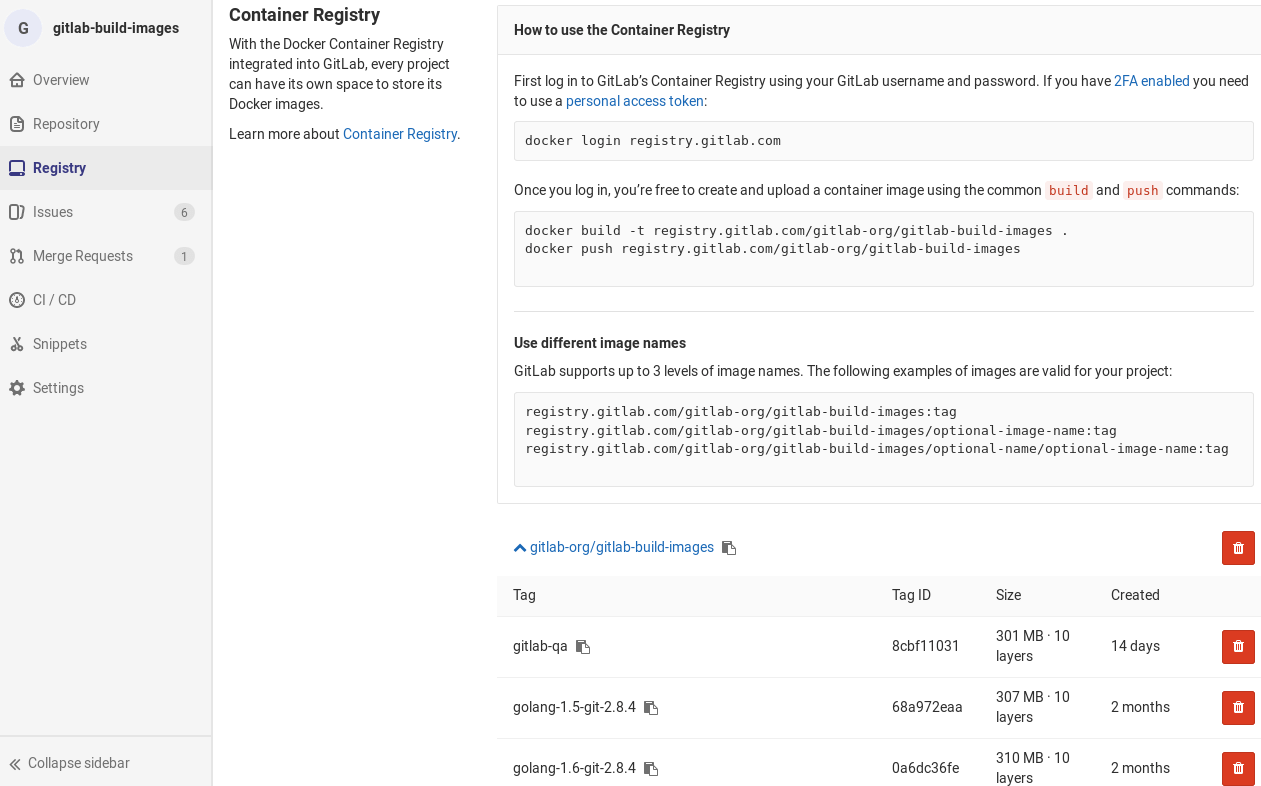 G gitlab-build-images
Overview
Repository
Registry
Issues 6
Merge Requests 1
CI / CD
Snippets
Settings
Collapse sidebar
Container Registry
With the Docker Container Registry
integrated into GitLab, every project
can have its own space to store its
Docker images.
Learn more about Container Registry.
How to use the Container Registry
First log in to GitLab’s Container Registry using your GitLab username and password. If you have 2FA enabled you need
to use a personal access token:
docker login registry.gitlab.com
Once you log in, you’re free to create and upload a container image using the common build and push commands:
docker build -t registry.gitlab.com/gitlab-org/gitlab-build-images .
docker push registry.gitlab.com/gitlab-org/gitlab-build-images
Use different image names
GitLab supports up to 3 levels of image names. The following examples of images are valid for your project:
registry.gitlab.com/gitlab-org/gitlab-build-images:tag
registry.gitlab.com/gitlab-org/gitlab-build-images/optional-image-name:tag
registry.gitlab.com/gitlab-org/gitlab-build-images/optional-name/optional-image-name:tag
gitlab-org/gitlab-build-images
Tag Tag ID Size Created
gitlab-qa 8cbf11031 301 MB · 10 layers 14 days
golang-1.5-git-2.8.4 68a972eaa 307 MB · 10 layers 2 months
golang-1.6-git-2.8.4 0a6dc36fe 310 MB · 10 layers 2 months